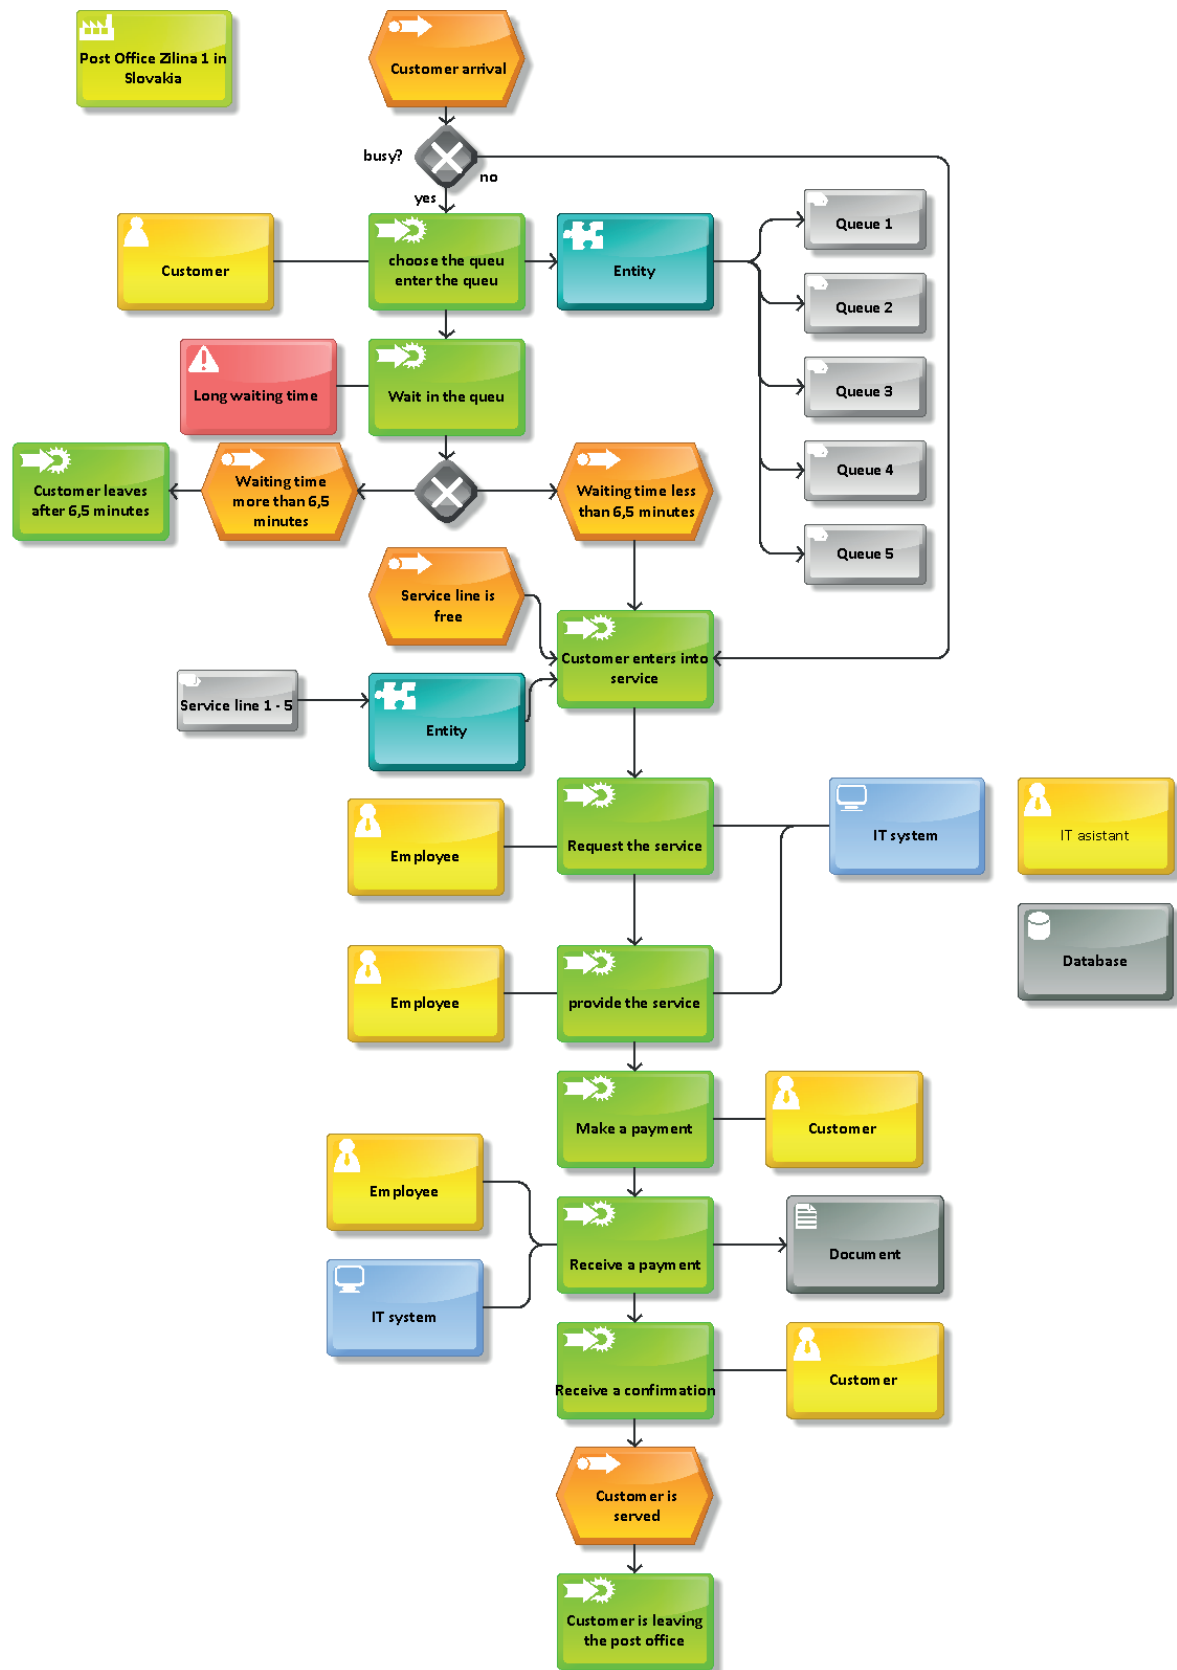 Post Office Zilina 1 in
Slovakia
Customer arrival
busy?
no
yes
Customer
choose the queu
enter the queu
Entity
Queue 1
Queue 2
Queue 3
Queue 4
Queue 5
Long waiting time
Wait in the queu
Customer leaves
after 6,5 minutes
Waiting time
more than 6,5
minutes
Waiting time less
than 6,5 minutes
Service line is
free
Customer enters into
service
Service line 1 - 5
Entity
Employee
Request the service
IT system
IT asistant
Employee
provide the service
Database
Make a payment
Customer
Employee
Receive a payment
Document
IT system
Receive a confirmation
Customer
Customer is
served
Customer is leaving
the post office